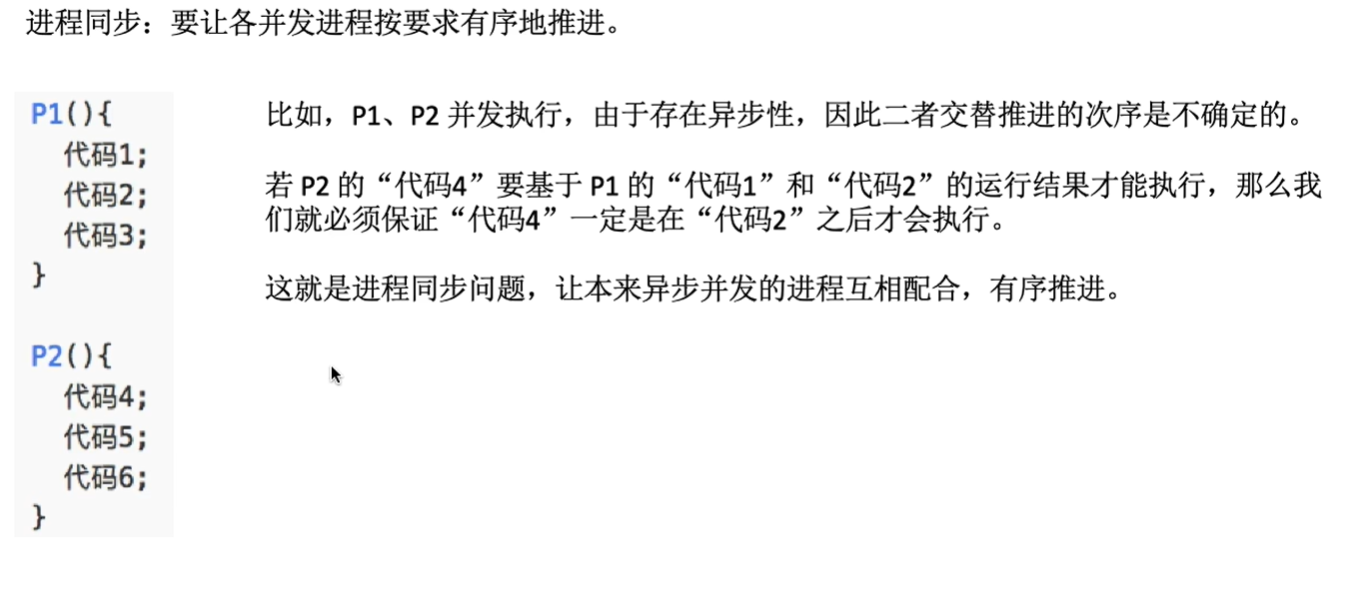 进程同步：要让各并发进程按要求有序地推进。
P1(){
代码1;
代码2;
代码3;
}
P2(){
代码4;
代码5;
代码6;
}
比如，P1、P2 并发执行，由于存在异步性，因此二者交替推进的次序是不确定的。
若 P2 的“代码4”要基于 P1 的“代码1”和“代码2”的运行结果才能执行，那么我
们就必须保证“代码4”一定是在“代码2”之后才会执行。
这就是进程同步问题，让本来异步并发的进程互相配合，有序推进。